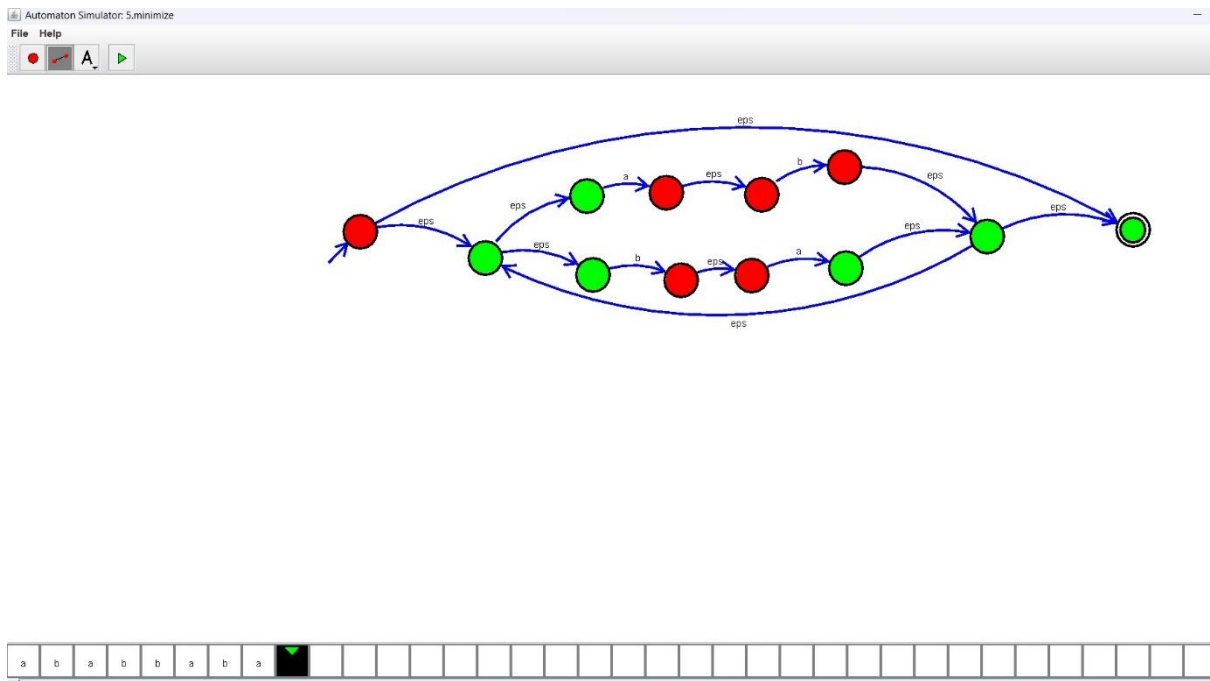 Automaton Simulator: 5.minimize
File Help
A
eps
b
a eps
eps
eps
eps eps
eps
eps
a
b eps
eps
a b a b b a b a